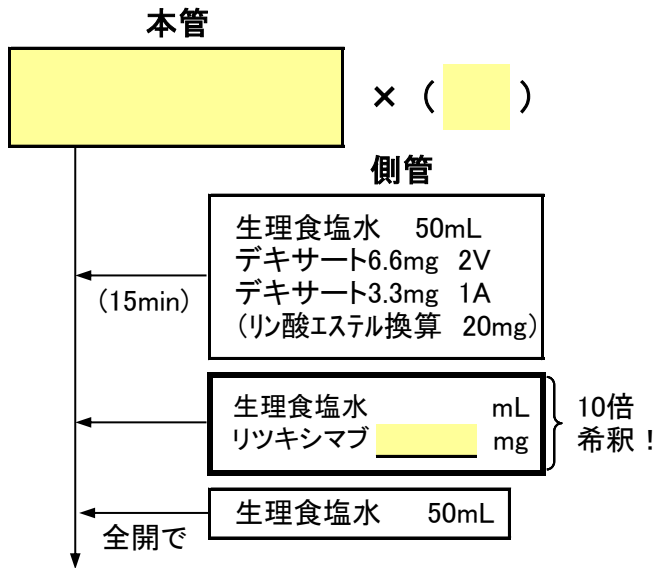 本管
×（　）
側管
生理食塩水　50mL
デキサート6.6mg　2V
デキサート3.3mg　1A
（リン酸エステル換算　20mg）
（15min）
生理食塩水　mL
リツキシマブ　mg
10倍
希釈！
生理食塩水　50mL
全開で